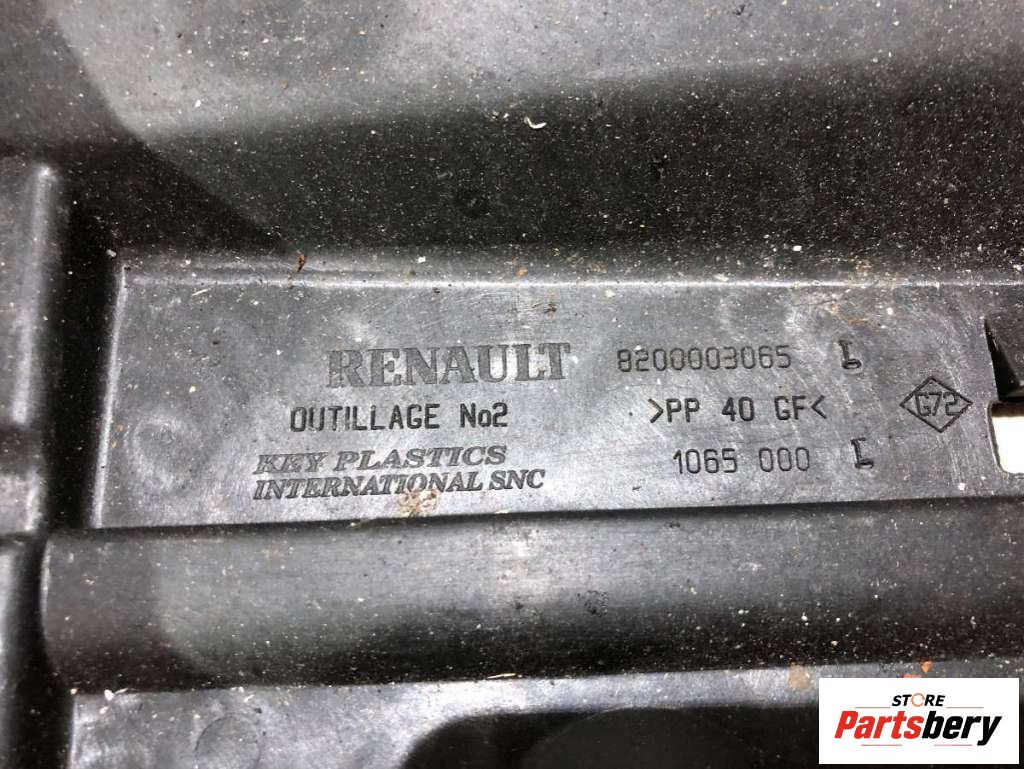 RENAULT 8200003065
OUTILLAGE No2 >PP 40 GF< G72
KEY PLASTICS 1065 000
INTERNATIONAL SNC
STORE
Partsbery